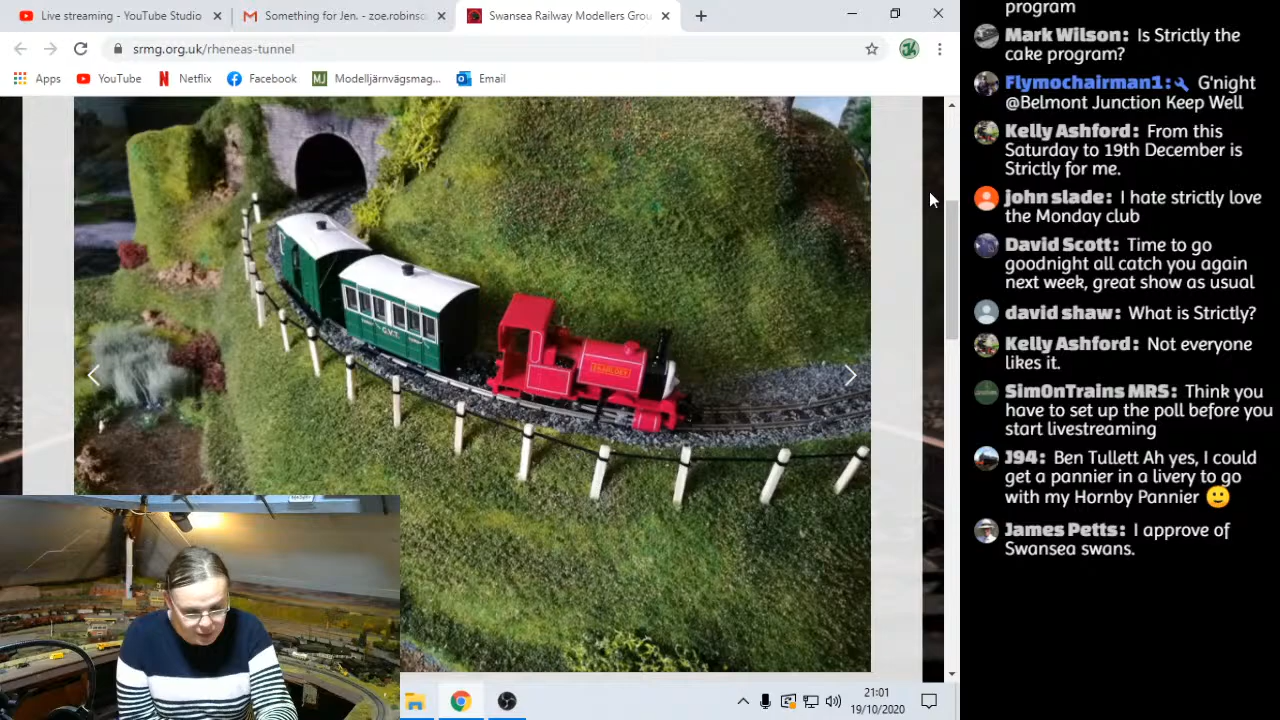 Live streaming - YouTube Studio
Something for Jen. - zoe.robinso
Swansea Railway Modellers Grou
srmg.org.uk/rheneas-tunnel
Apps
YouTube
Netflix
Facebook
MJ
Modelljärnvägsmag...
Email
G.V.T.
21:01
19/10/2020
program
Mark Wilson: Is Strictly the
cake program?
Flymochairman1: G'night
@Belmont Junction Keep Well
Kelly Ashford: From this
Saturday to 19th December is
Strictly for me.
john slade: I hate strictly love
the Monday club
David Scott: Time to go
goodnight all catch you again
next week, great show as usual
david shaw: What is Strictly?
Kelly Ashford: Not everyone
likes it.
SimOnTrains MRS: Think you
have to set up the poll before you
start livestreaming
J94: Ben Tullett Ah yes, I could
get a pannier in a livery to go
with my Hornby Pannier 🙂
James Petts: I approve of
Swansea swans.